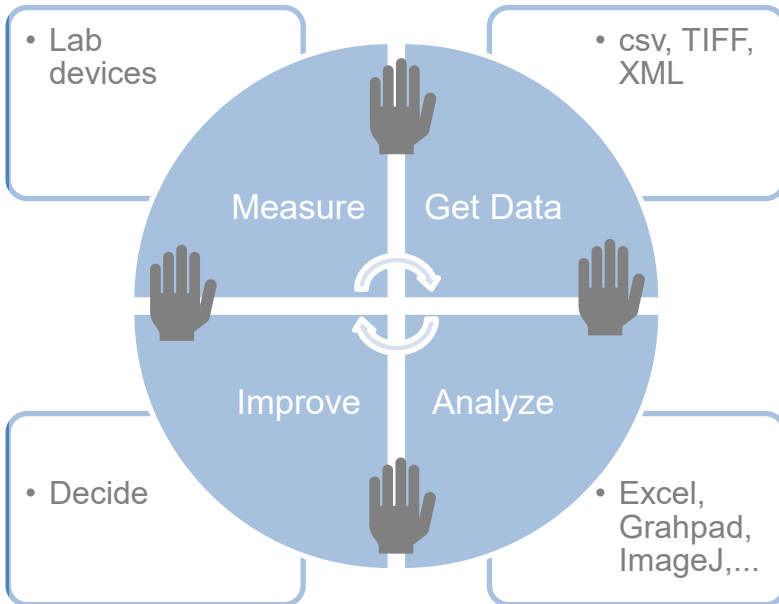 • Lab
devices
• csv, TIFF,
XML
Measure
Get Data
Improve
Analyze
• Decide
• Excel,
Grahpad,
ImageJ,...